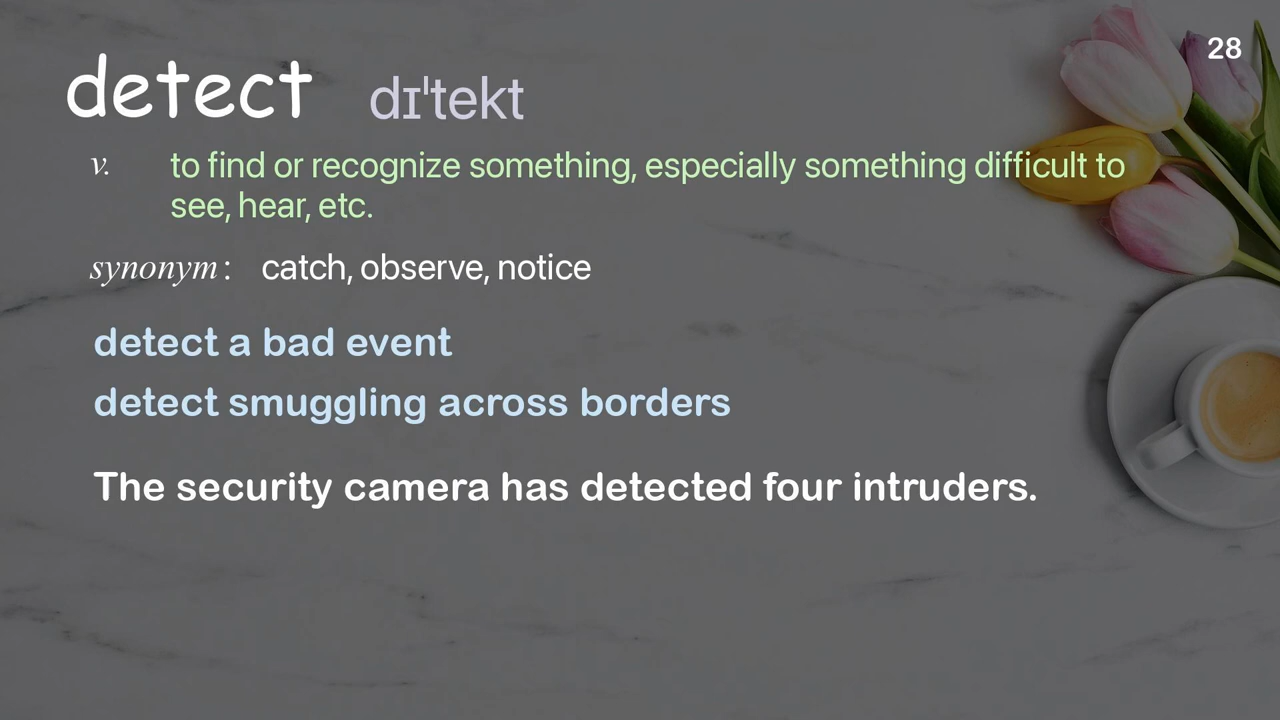 28
detect dɪˈtekt
v. to find or recognize something, especially something difficult to
see, hear, etc.
synonym : catch, observe, notice
detect a bad event
detect smuggling across borders
The security camera has detected four intruders.